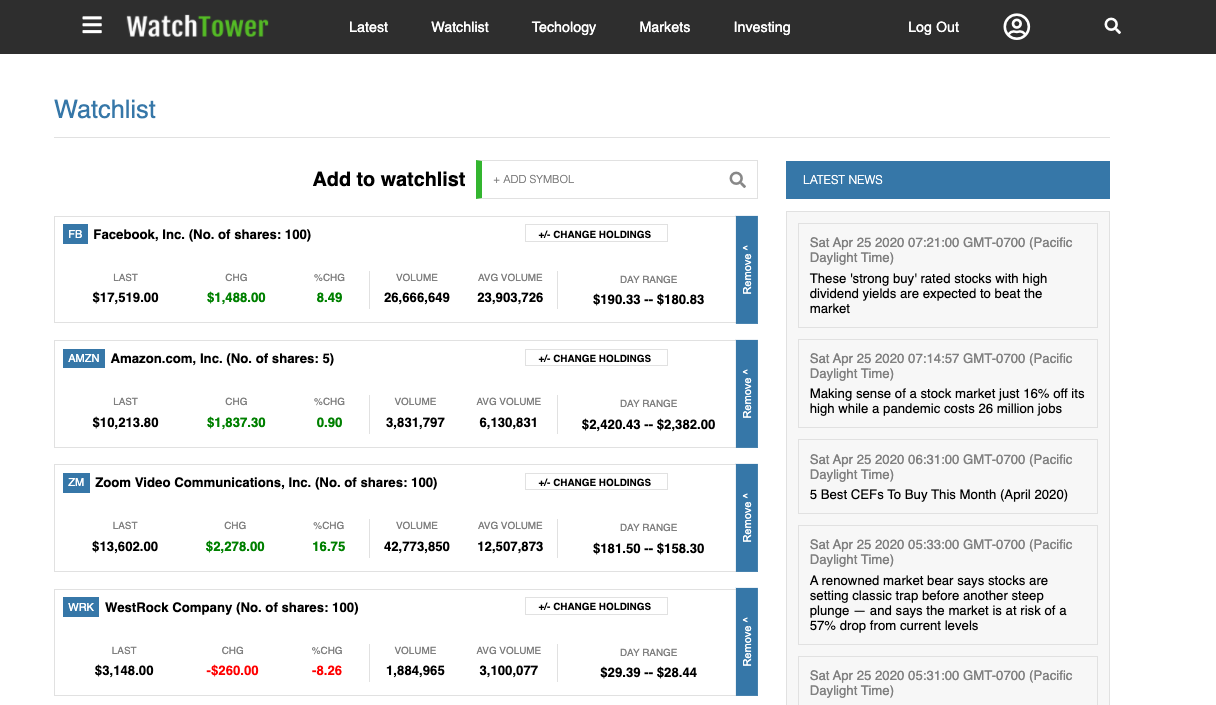 WatchTower
Latest Watchlist Techology Markets Investing Log Out
Watchlist
Add to watchlist + ADD SYMBOL
FB Facebook, Inc. (No. of shares: 100) +/- CHANGE HOLDINGS
LAST CHG %CHG VOLUME AVG VOLUME DAY RANGE
$17,519.00 $1,488.00 8.49 26,666,649 23,903,726 $190.33 -- $180.83
Remove ^
AMZN Amazon.com, Inc. (No. of shares: 5) +/- CHANGE HOLDINGS
LAST CHG %CHG VOLUME AVG VOLUME DAY RANGE
$10,213.80 $1,837.30 0.90 3,831,797 6,130,831 $2,420.43 -- $2,382.00
Remove ^
ZM Zoom Video Communications, Inc. (No. of shares: 100) +/- CHANGE HOLDINGS
LAST CHG %CHG VOLUME AVG VOLUME DAY RANGE
$13,602.00 $2,278.00 16.75 42,773,850 12,507,873 $181.50 -- $158.30
Remove ^
WRK WestRock Company (No. of shares: 100) +/- CHANGE HOLDINGS
LAST CHG %CHG VOLUME AVG VOLUME DAY RANGE
$3,148.00 -$260.00 -8.26 1,884,965 3,100,077 $29.39 -- $28.44
Remove ^
LATEST NEWS
Sat Apr 25 2020 07:21:00 GMT-0700 (Pacific
Daylight Time)
These 'strong buy' rated stocks with high
dividend yields are expected to beat the
market
Sat Apr 25 2020 07:14:57 GMT-0700 (Pacific
Daylight Time)
Making sense of a stock market just 16% off its
high while a pandemic costs 26 million jobs
Sat Apr 25 2020 06:31:00 GMT-0700 (Pacific
Daylight Time)
5 Best CEFs To Buy This Month (April 2020)
Sat Apr 25 2020 05:33:00 GMT-0700 (Pacific
Daylight Time)
A renowned market bear says stocks are
setting classic trap before another steep
plunge — and says the market is at risk of a
57% drop from current levels
Sat Apr 25 2020 05:31:00 GMT-0700 (Pacific
Daylight Time)